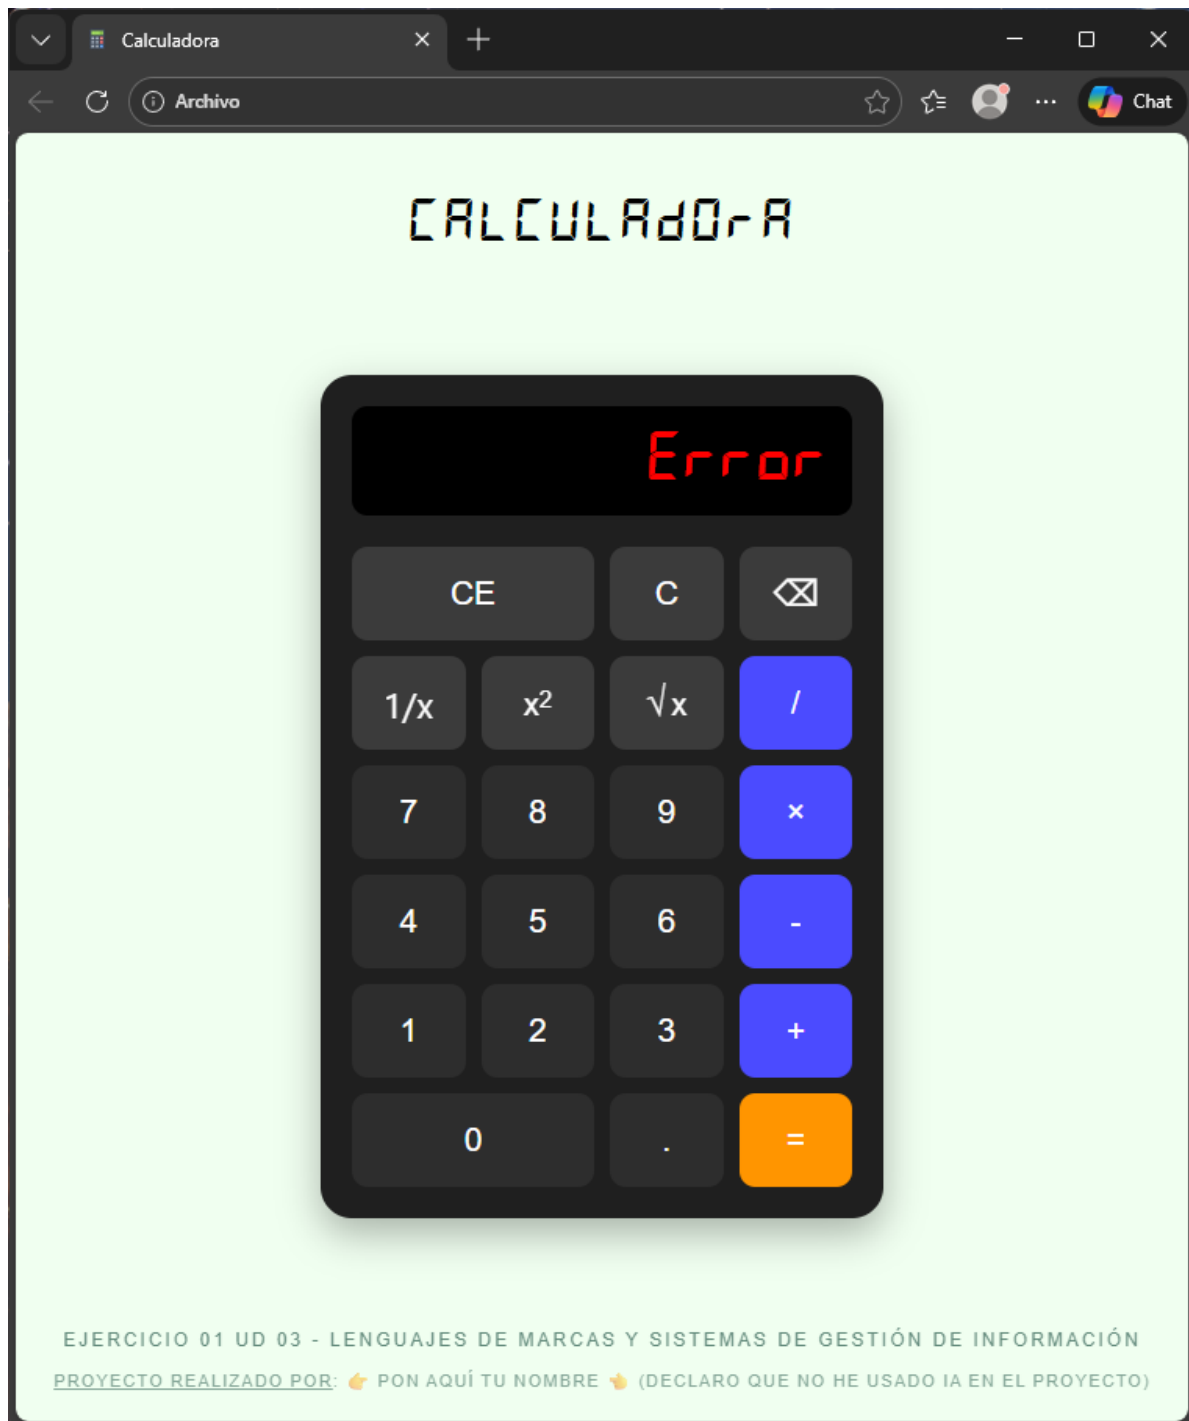 Calculadora
Archivo
Chat
CALCULAdOrA
Error
CE C ⌫
1/x x² √x /
7 8 9 ×
4 5 6 -
1 2 3 +
0 . =
EJERCICIO 01 UD 03 - LENGUAJES DE MARCAS Y SISTEMAS DE GESTIÓN DE INFORMACIÓN
PROYECTO REALIZADO POR: 👉 PON AQUÍ TU NOMBRE 👈 (DECLARO QUE NO HE USADO IA EN EL PROYECTO)